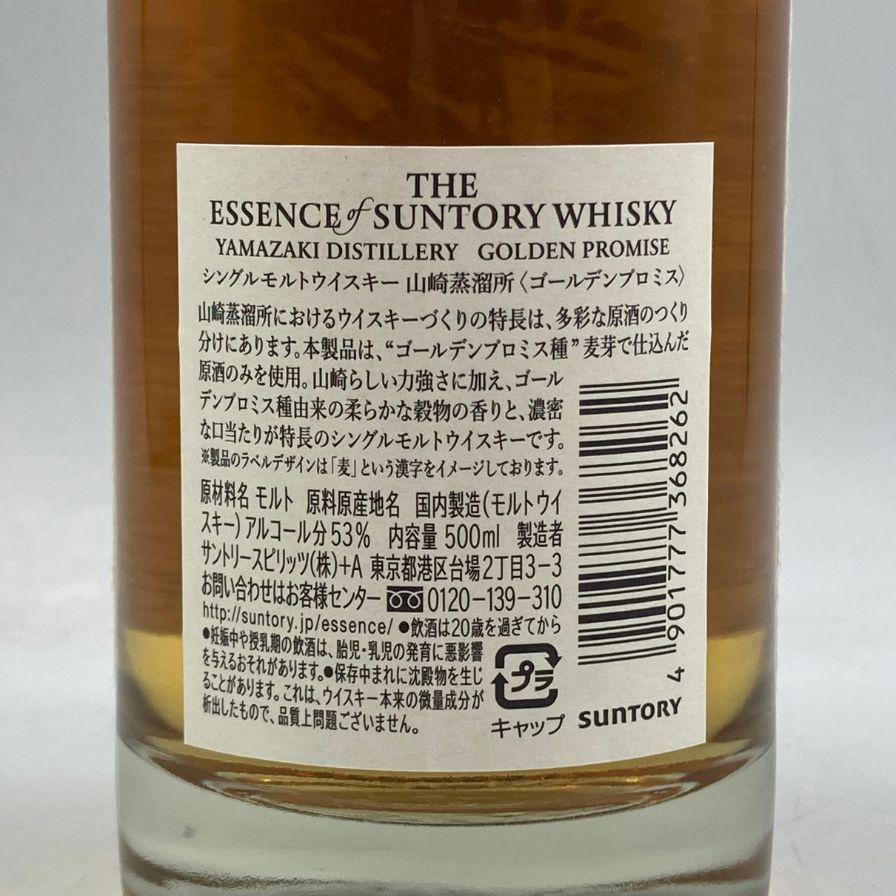 THE
ESSENCE of SUNTORY WHISKY
YAMAZAKI DISTILLERY GOLDEN PROMISE
シングルモルトウイスキー 山崎蒸溜所〈ゴールデンプロミス〉
山崎蒸溜所におけるウイスキーづくりの特長は、多彩な原酒のつくり
分けにあります。本製品は、“ゴールデンプロミス種”麦芽で仕込んだ
原酒のみを使用。山崎らしい力強さに加え、ゴール
デンプロミス種由来の柔らかな穀物の香りと、濃密
な口当たりが特長のシングルモルトウイスキーです。
※製品のラベルデザインは「麦」という漢字をイメージしております。
原材料名 モルト 原料原産地名 国内製造(モルトウイ
スキー) アルコール分53% 内容量 500ml 製造者
サントリースピリッツ(株)+A 東京都港区台場2丁目3-3
お問い合わせはお客様センター 0120-139-310
http://suntory.jp/essence/ ●飲酒は20歳を過ぎてから
●妊娠中や授乳期の飲酒は、胎児・乳児の発育に悪影響
を与えるおそれがあります。●保存中まれに沈殿物を生じ
ることがあります。これは、ウイスキー本来の微量成分が
析出したもので、品質上問題ございません。
プラ
キャップ
SUNTORY
4 901777 368262